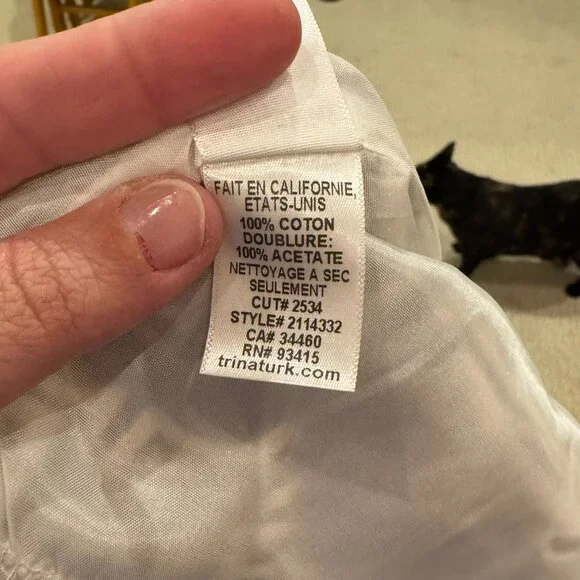 FAIT EN CALIFORNIE,
ETATS-UNIS
100% COTON
DOUBLURE:
100% ACETATE
NETTOYAGE A SEC
SEULEMENT
CUT# 2534
STYLE# 2114332
CA# 34460
RN# 93415
trinaturk.com